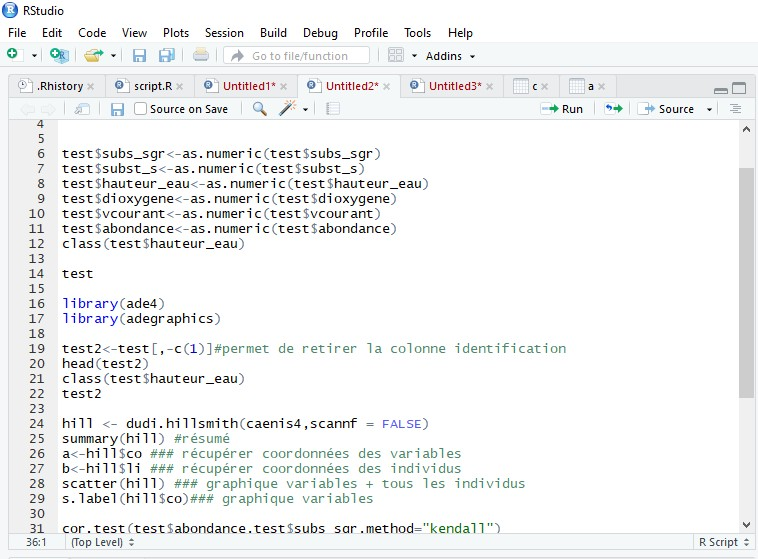 RStudio
File Edit Code View Plots Session Build Debug Profile Tools Help
Go to file/function Addins
.Rhistory script.R Untitled1* Untitled2* Untitled3* c a
Source on Save Run Source
4
5
6 test$subs_sgr<-as.numeric(test$subs_sgr)
7 test$subst_s<-as.numeric(test$subst_s)
8 test$hauteur_eau<-as.numeric(test$hauteur_eau)
9 test$dioxygene<-as.numeric(test$dioxygene)
10 test$vcourant<-as.numeric(test$vcourant)
11 test$abondance<-as.numeric(test$abondance)
12 class(test$hauteur_eau)
13
14 test
15
16 library(ade4)
17 library(adegraphics)
18
19 test2<-test[,-c(1)]#permet de retirer la colonne identification
20 head(test2)
21 class(test$hauteur_eau)
22 test2
23
24 hill <- dudi.hillsmith(caenis4,scannf = FALSE)
25 summary(hill) #résumé
26 a<-hill$co ### récupérer coordonnées des variables
27 b<-hill$li ### récupérer coordonnées des individus
28 scatter(hill) ### graphique variables + tous les individus
29 s.label(hill$co)### graphique variables
30
31 cor.test(test$abondance,test$subs_sgr,method="kendall")
36:1 (Top Level) R Script